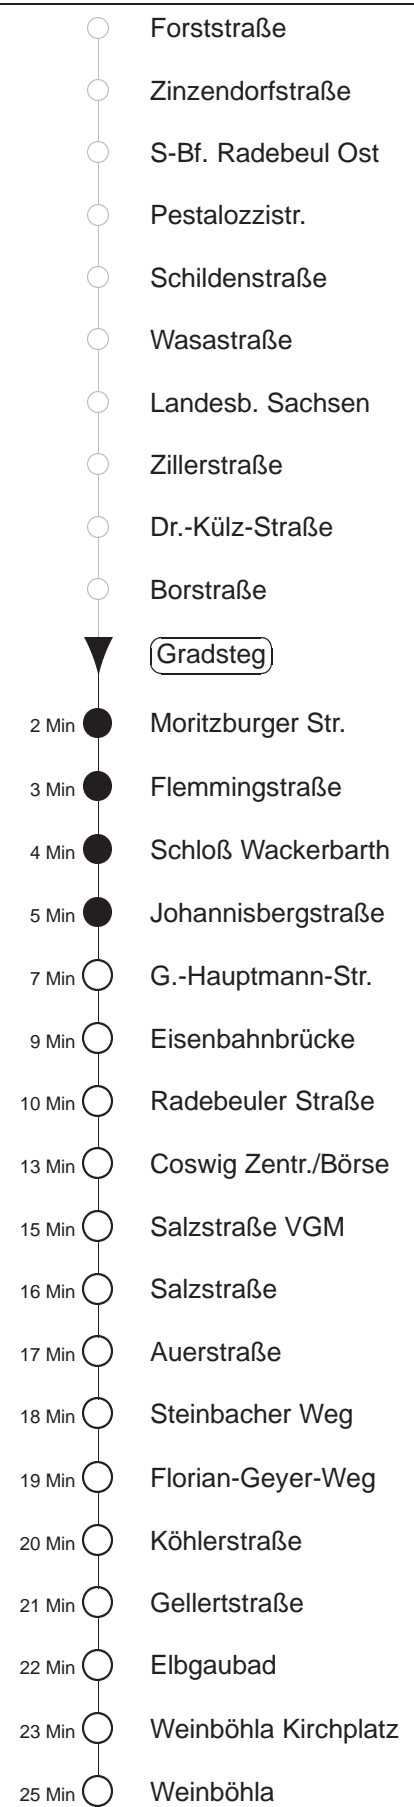 Forststraße
Zinzendorfstraße
S-Bf. Radebeul Ost
Pestalozzistr.
Schildenstraße
Wasastraße
Landesb. Sachsen
Zillerstraße
Dr.-Külz-Straße
Borstraße
Gradsteg
2 Min Moritzburger Str.
3 Min Flemmingstraße
4 Min Schloß Wackerbarth
5 Min Johannisbergstraße
7 Min G.-Hauptmann-Str.
9 Min Eisenbahnbrücke
10 Min Radebeuler Straße
13 Min Coswig Zentr./Börse
15 Min Salzstraße VGM
16 Min Salzstraße
17 Min Auerstraße
18 Min Steinbacher Weg
19 Min Florian-Geyer-Weg
20 Min Köhlerstraße
21 Min Gellertstraße
22 Min Elbgaubad
23 Min Weinböhla Kirchplatz
25 Min Weinböhla